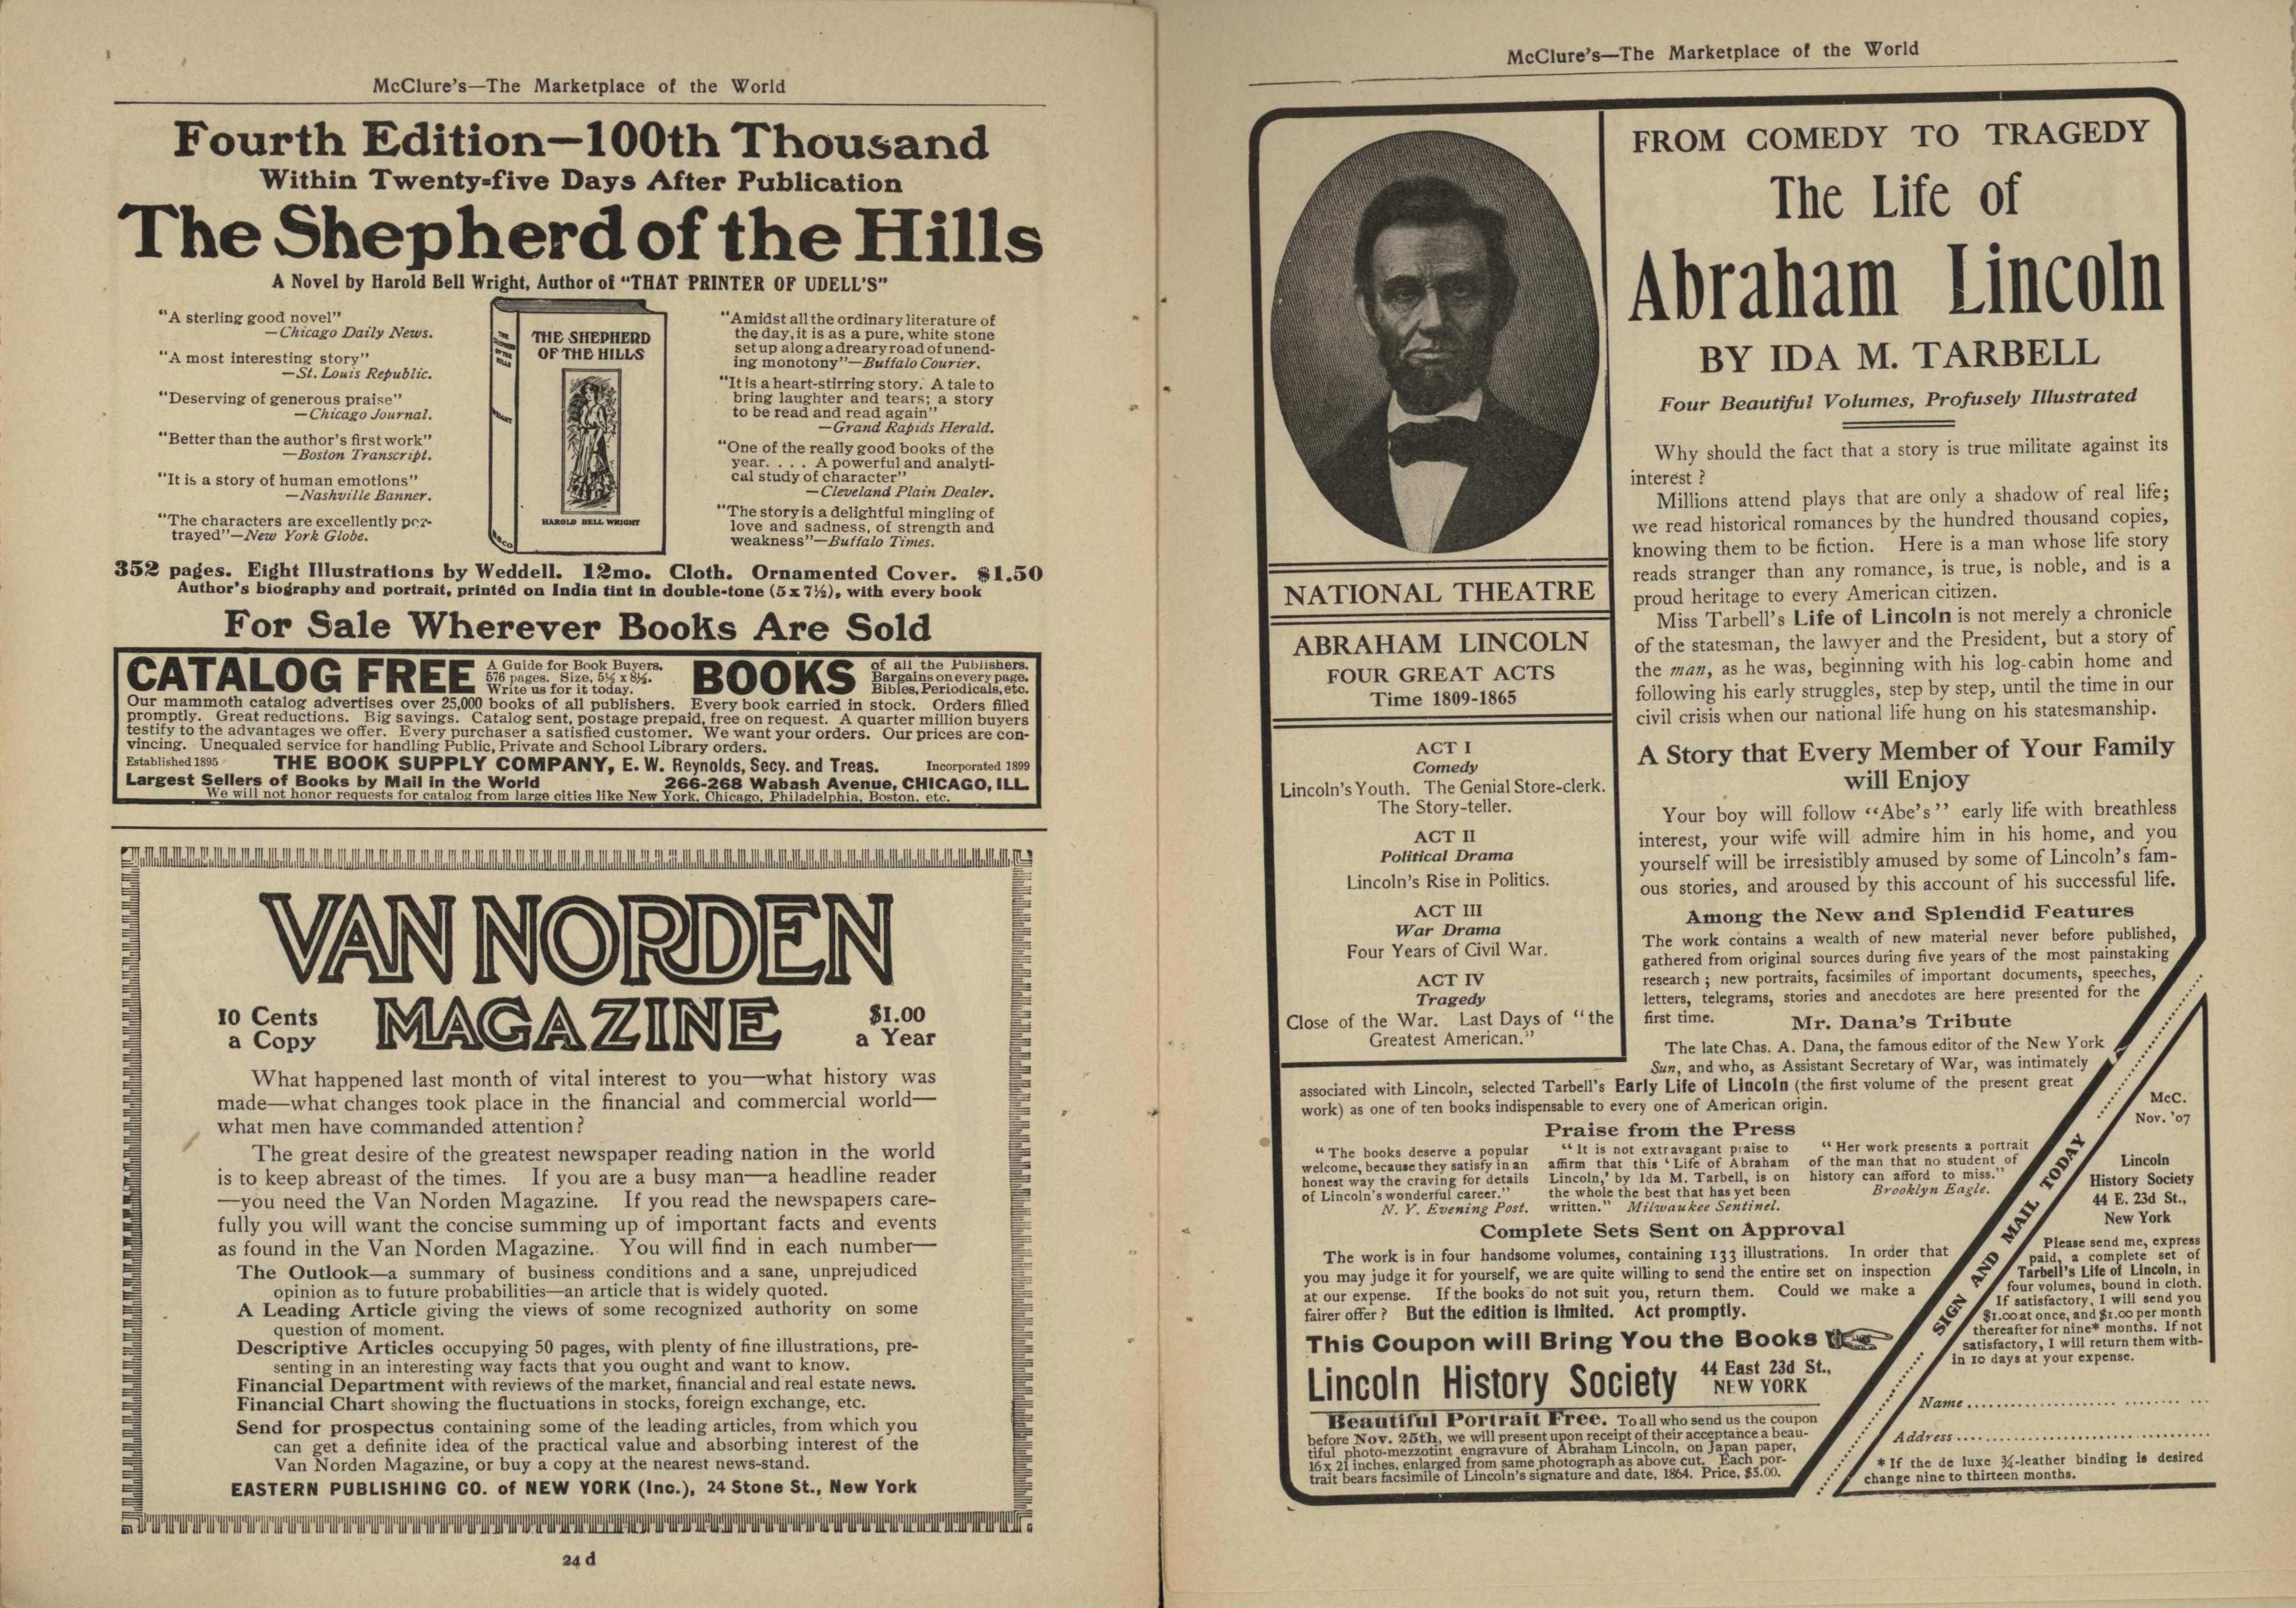 McClure's—The Marketplace of the World
Fourth Edition—100th Thousand
Within Twenty-five Days After Publication
The Shepherd of the Hills
A Novel by Harold Bell Wright, Author of "THAT PRINTER OF UDELL'S"
"A sterling good novel"
—Chicago Daily News.
"A most interesting story"
—St. Louis Republic.
"Deserving of generous praise"
—Chicago Journal.
"Better than the author's first work"
—Boston Transcript.
"It is a story of human emotions"
—Nashville Banner.
"The characters are excellently por-
trayed"—New York Globe.
THE SHEPHERD OF THE HILLS
WRIGHT
THE SHEPHERD
OF THE HILLS
HAROLD BELL WRIGHT
"Amidst all the ordinary literature of
the day, it is as a pure, white stone
set up along a dreary road of unend-
ing monotony"—Buffalo Courier.
"It is a heart-stirring story. A tale to
bring laughter and tears; a story
to be read and read again"
—Grand Rapids Herald.
"One of the really good books of the
year. . . . A powerful and analyti-
cal study of character"
—Cleveland Plain Dealer.
"The story is a delightful mingling of
love and sadness, of strength and
weakness"—Buffalo Times.
352 pages. Eight Illustrations by Weddell. 12mo. Cloth. Ornamented Cover. $1.50
Author's biography and portrait, printed on India tint in double-tone (5 x 7½), with every book
For Sale Wherever Books Are Sold
CATALOG FREE
A Guide for Book Buyers.
576 pages. Size, 5½ x 8½.
Write us for it today.
BOOKS
of all the Publishers.
Bargains on every page.
Bibles, Periodicals, etc.
Our mammoth catalog advertises over 25,000 books of all publishers. Every book carried in stock. Orders filled
promptly. Great reductions. Big savings. Catalog sent, postage prepaid, free on request. A quarter million buyers
testify to the advantages we offer. Every purchaser a satisfied customer. We want your orders. Our prices are con-
vincing. Unequaled service for handling Public, Private and School Library orders.
Established 1895 THE BOOK SUPPLY COMPANY, E. W. Reynolds, Secy. and Treas. Incorporated 1899
Largest Sellers of Books by Mail in the World 266-268 Wabash Avenue, CHICAGO, ILL.
We will not honor requests for catalog from large cities like New York, Chicago, Philadelphia, Boston, etc.
VAN NORDEN
MAGAZINE
10 Cents
a Copy
$1.00
a Year
What happened last month of vital interest to you—what history was
made—what changes took place in the financial and commercial world—
what men have commanded attention?
The great desire of the greatest newspaper reading nation in the world
is to keep abreast of the times. If you are a busy man—a headline reader
—you need the Van Norden Magazine. If you read the newspapers care-
fully you will want the concise summing up of important facts and events
as found in the Van Norden Magazine. You will find in each number—
The Outlook—a summary of business conditions and a sane, unprejudiced
opinion as to future probabilities—an article that is widely quoted.
A Leading Article giving the views of some recognized authority on some
question of moment.
Descriptive Articles occupying 50 pages, with plenty of fine illustrations, pre-
senting in an interesting way facts that you ought and want to know.
Financial Department with reviews of the market, financial and real estate news.
Financial Chart showing the fluctuations in stocks, foreign exchange, etc.
Send for prospectus containing some of the leading articles, from which you
can get a definite idea of the practical value and absorbing interest of the
Van Norden Magazine, or buy a copy at the nearest news-stand.
EASTERN PUBLISHING CO. of NEW YORK (Inc.), 24 Stone St., New York
24 d
McClure's—The Marketplace of the World
NATIONAL THEATRE
ABRAHAM LINCOLN
FOUR GREAT ACTS
Time 1809-1865
ACT I
Comedy
Lincoln's Youth. The Genial Store-clerk.
The Story-teller.
ACT II
Political Drama
Lincoln's Rise in Politics.
ACT III
War Drama
Four Years of Civil War.
ACT IV
Tragedy
Close of the War. Last Days of "the
Greatest American."
FROM COMEDY TO TRAGEDY
The Life of
Abraham Lincoln
BY IDA M. TARBELL
Four Beautiful Volumes, Profusely Illustrated
Why should the fact that a story is true militate against its
interest?
Millions attend plays that are only a shadow of real life;
we read historical romances by the hundred thousand copies,
knowing them to be fiction. Here is a man whose life story
reads stranger than any romance, is true, is noble, and is a
proud heritage to every American citizen.
Miss Tarbell's Life of Lincoln is not merely a chronicle
of the statesman, the lawyer and the President, but a story of
the man, as he was, beginning with his log-cabin home and
following his early struggles, step by step, until the time in our
civil crisis when our national life hung on his statesmanship.
A Story that Every Member of Your Family
will Enjoy
Your boy will follow "Abe's" early life with breathless
interest, your wife will admire him in his home, and you
yourself will be irresistibly amused by some of Lincoln's fam-
ous stories, and aroused by this account of his successful life.
Among the New and Splendid Features
The work contains a wealth of new material never before published,
gathered from original sources during five years of the most painstaking
research; new portraits, facsimiles of important documents, speeches,
letters, telegrams, stories and anecdotes are here presented for the
first time.
Mr. Dana's Tribute
The late Chas. A. Dana, the famous editor of the New York
Sun, and who, as Assistant Secretary of War, was intimately
associated with Lincoln, selected Tarbell's Early Life of Lincoln (the first volume of the present great
work) as one of ten books indispensable to every one of American origin.
Praise from the Press
"The books deserve a popular
welcome, because they satisfy in an
honest way the craving for details
of Lincoln's wonderful career."
N. Y. Evening Post.
"It is not extravagant praise to
affirm that this 'Life of Abraham
Lincoln,' by Ida M. Tarbell, is on
the whole the best that has yet been
written." Milwaukee Sentinel.
"Her work presents a portrait
of the man that no student of
history can afford to miss."
Brooklyn Eagle.
Complete Sets Sent on Approval
The work is in four handsome volumes, containing 133 illustrations. In order that
you may judge it for yourself, we are quite willing to send the entire set on inspection
at our expense. If the books do not suit you, return them. Could we make a
fairer offer? But the edition is limited. Act promptly.
This Coupon will Bring You the Books
Lincoln History Society
44 East 23d St.,
NEW YORK
Beautiful Portrait Free. To all who send us the coupon
before Nov. 25th, we will present upon receipt of their acceptance a beau-
tiful photo-mezzotint engravure of Abraham Lincoln, on Japan paper,
16 x 21 inches, enlarged from same photograph as above cut. Each por-
trait bears facsimile of Lincoln's signature and date, 1864. Price, $5.00.
SIGN AND MAIL TODAY
McC.
Nov. '07
Lincoln
History Society
44 E. 23d St.,
New York
Please send me, express
paid, a complete set of
Tarbell's Life of Lincoln, in
four volumes, bound in cloth.
If satisfactory, I will send you
$1.00 at once, and $1.00 per month
thereafter for nine* months. If not
satisfactory, I will return them with-
in 10 days at your expense.
Name
Address
*If the de luxe ¾-leather binding is desired
change nine to thirteen months.